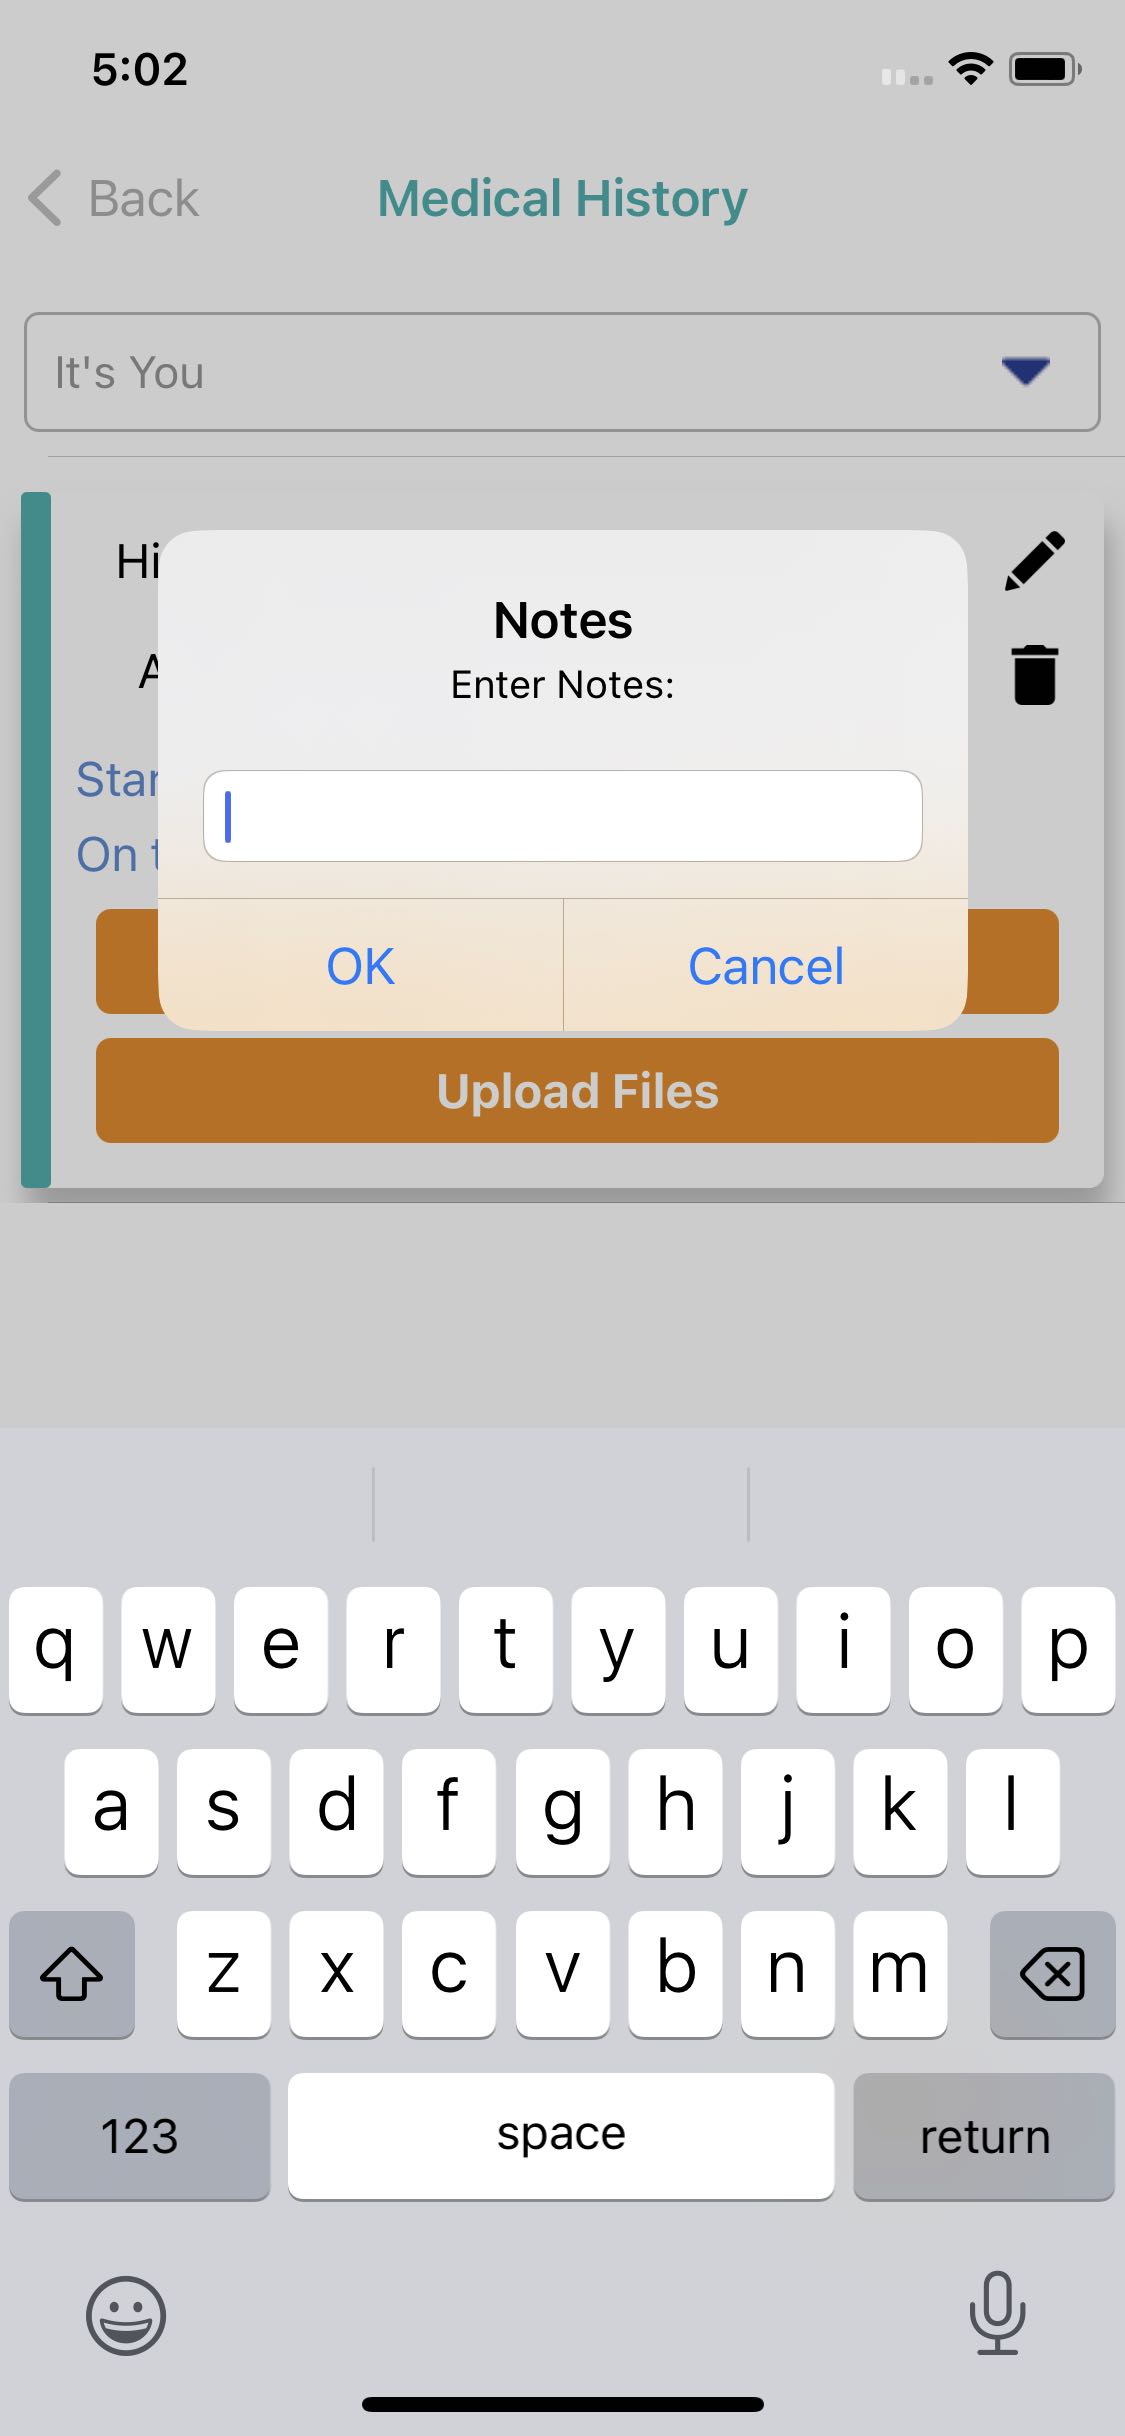 5:02
Back
Medical History
It's You
Hi
A
Notes
Enter Notes:
Star
On t
OK
Cancel
Upload Files
q w e r t y u i o p
a s d f g h j k l
z x c v b n m
123
space
return